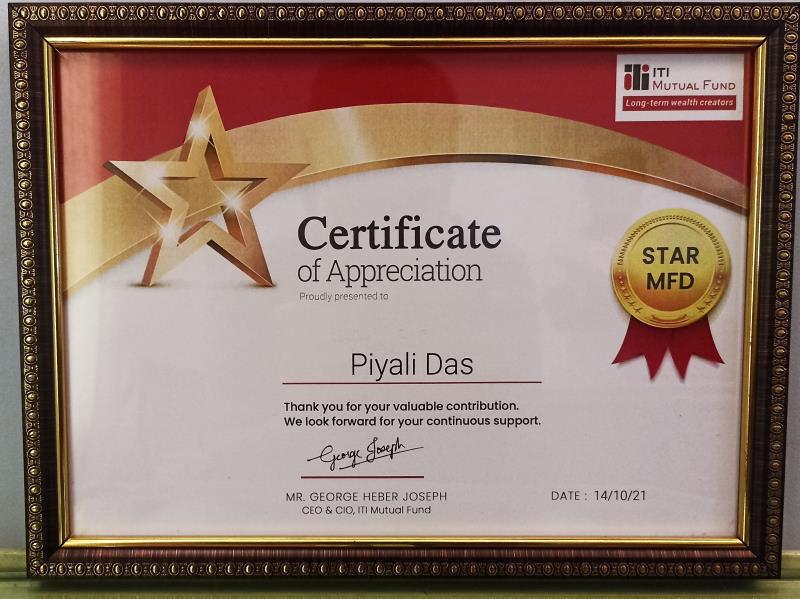 ITI
MUTUAL FUND
Long-term wealth creators
Certificate
of Appreciation
Proudly presented to
STAR
MFD
Piyali Das
Thank you for your valuable contribution.
We look forward for your continuous support.
George Joseph
MR. GEORGE HEBER JOSEPH
CEO & CIO, ITI Mutual Fund
DATE : 14/10/21